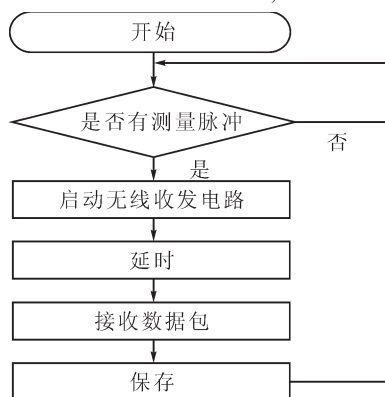 开始
是否有测量脉冲
否
是
启动无线收发电路
延时
接收数据包
保存